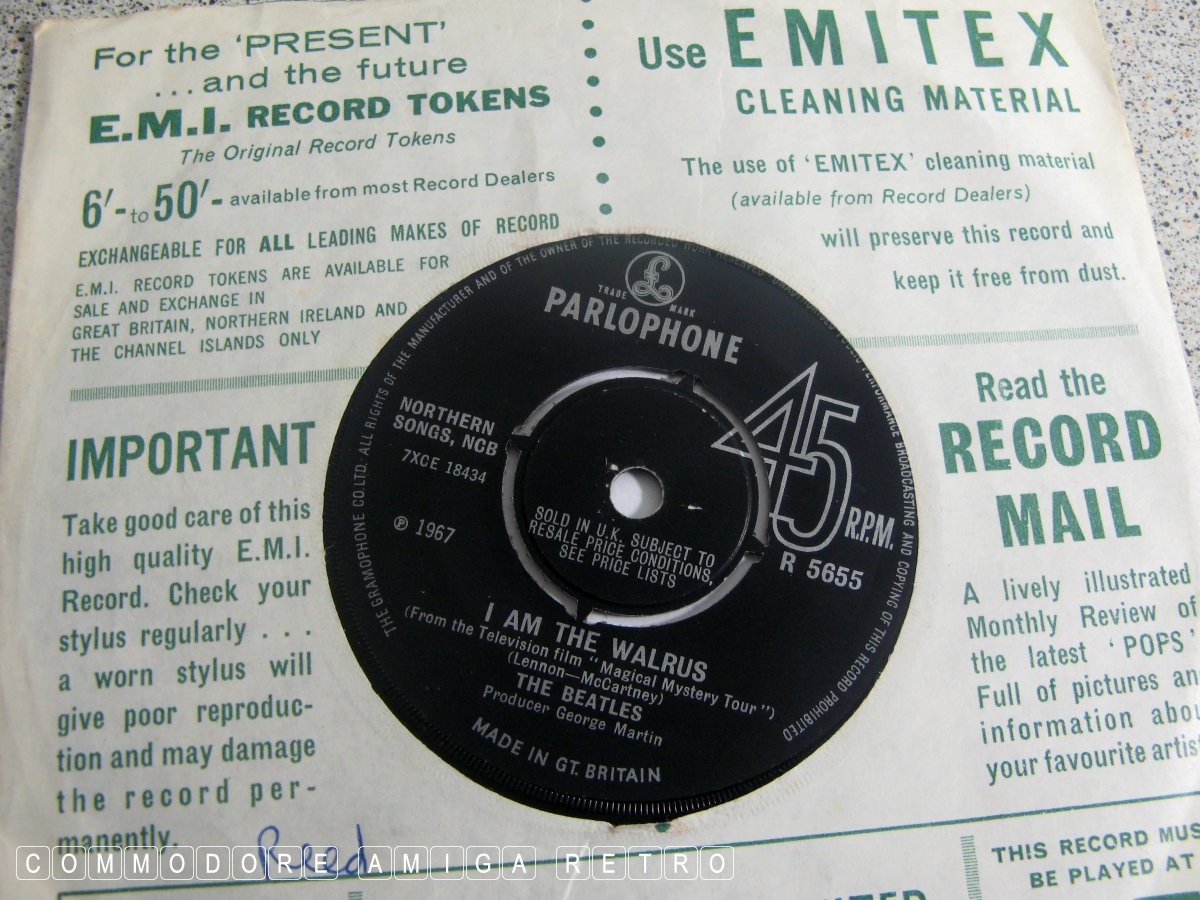 For the 'PRESENT'
...and the future
E.M.I. RECORD TOKENS
The Original Record Tokens
6'- to 50'- available from most Record Dealers
EXCHANGEABLE FOR ALL LEADING MAKES OF RECORD
E.M.I. RECORD TOKENS ARE AVAILABLE FOR
SALE AND EXCHANGE IN
GREAT BRITAIN, NORTHERN IRELAND AND
THE CHANNEL ISLANDS ONLY
Use EMITEX
CLEANING MATERIAL
The use of 'EMITEX' cleaning material
(available from Record Dealers)
will preserve this record and
keep it free from dust.
IMPORTANT
Take good care of this
high quality E.M.I.
Record. Check your
stylus regularly . . .
a worn stylus will
give poor reproduc-
tion and may damage
the record per-
manently.
THE GRAMOPHONE CO. LTD. ALL RIGHTS OF THE MANUFACTURER AND OF THE OWNER OF THE RECORDED WORK RESERVED PERFORMANCE BROADCASTING AND COPYING OF THIS RECORD PROHIBITED
£
TRADE MARK
PARLOPHONE
NORTHERN
SONGS, NCB
7XCE 18434
℗ 1967
45 R.P.M.
R 5655
SOLD IN U.K. SUBJECT TO
RESALE PRICE CONDITIONS,
SEE PRICE LISTS
I AM THE WALRUS
(From the Television film "Magical Mystery Tour")
(Lennon—McCartney)
THE BEATLES
Producer George Martin
MADE IN GT. BRITAIN
Read the
RECORD
MAIL
A lively illustrated
Monthly Review of
the latest 'POPS'
Full of pictures an
information abou
your favourite artis
THIS RECORD MUS
BE PLAYED AT
Reed
COMMODORE AMIGA RETRO